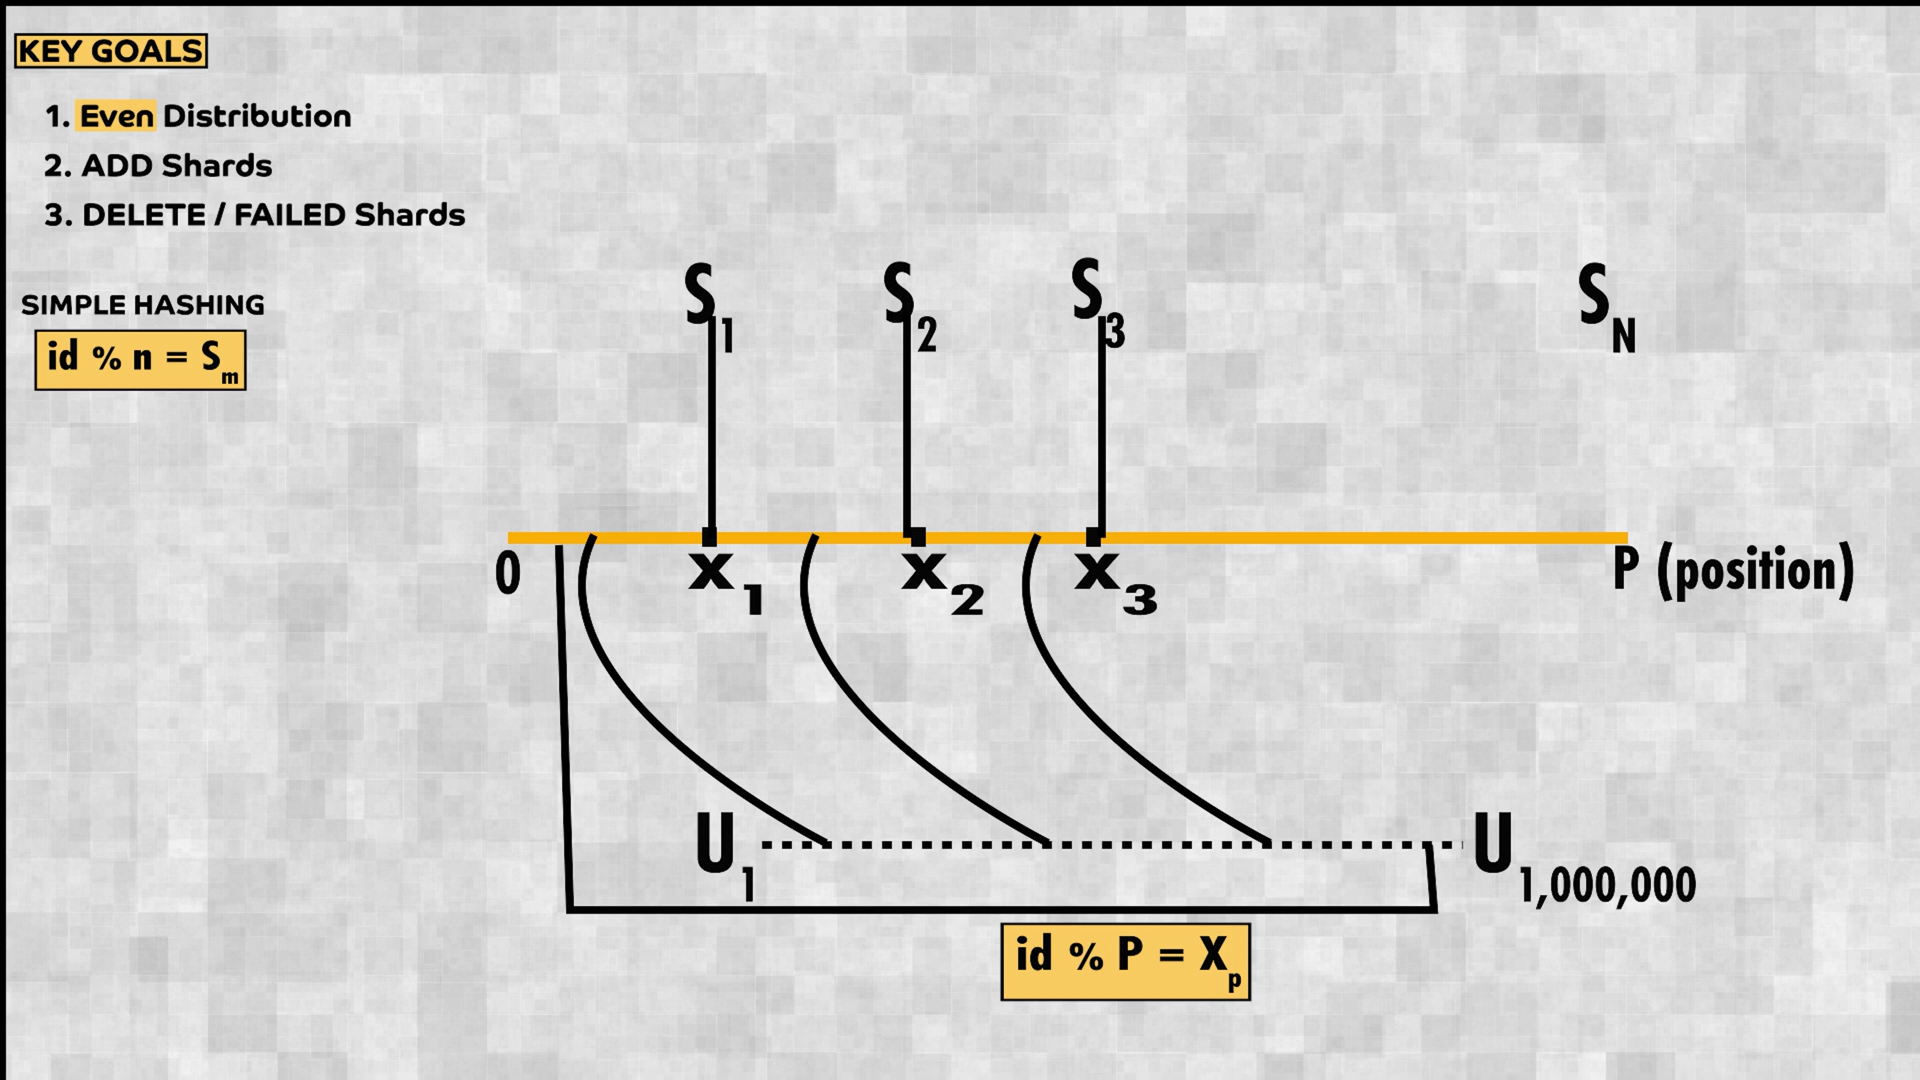 KEY GOALS
1. Even Distribution
2. ADD Shards
3. DELETE / FAILED Shards
SIMPLE HASHING
id % n = Sm
S1 S2 S3 SN
0 x1 x2 x3 P (position)
U1 U1,000,000
id % P = Xp